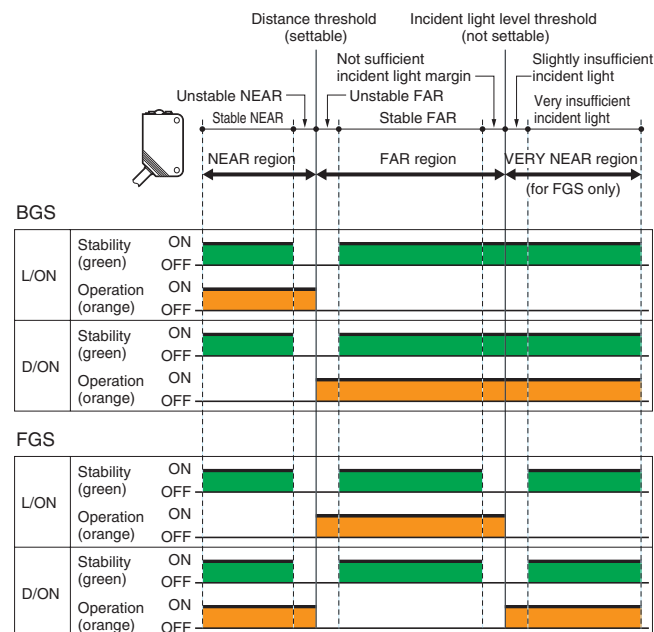 Distance threshold
(settable)
Incident light level threshold
(not settable)
Not sufficient
incident light margin
Slightly insufficient
incident light
Unstable NEAR
Unstable FAR
Very insufficient
incident light
Stable NEAR
Stable FAR
NEAR region
FAR region
VERY NEAR region
(for FGS only)
BGS
L/ON
Stability
(green)
ON
OFF
Operation
(orange)
ON
OFF
D/ON
Stability
(green)
ON
OFF
Operation
(orange)
ON
OFF
FGS
L/ON
Stability
(green)
ON
OFF
Operation
(orange)
ON
OFF
D/ON
Stability
(green)
ON
OFF
Operation
(orange)
ON
OFF